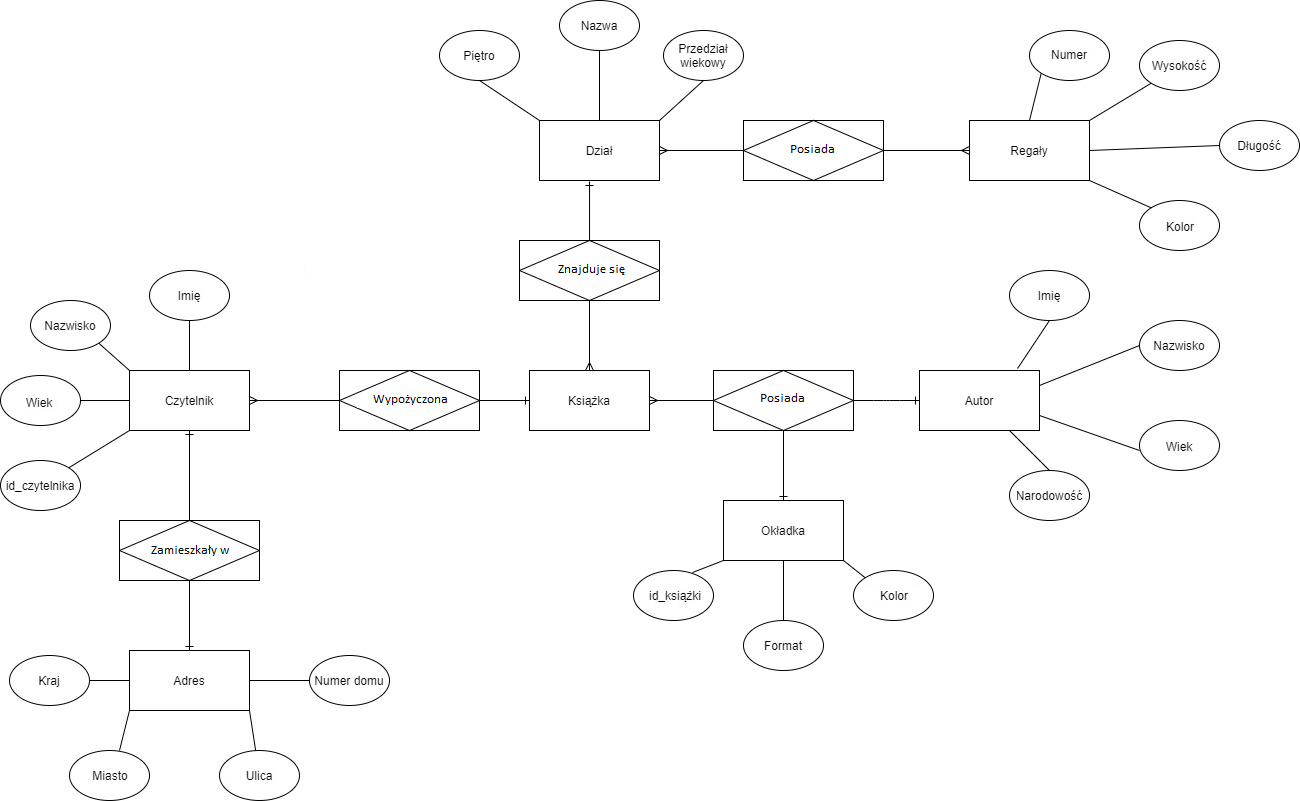 Nazwa
Piętro
Przedział
wiekowy
Numer
Wysokość
Dział
Posiada
Regały
Długość
Kolor
Znajduje się
Imię
Nazwisko
Wiek
id_czytelnika
Czytelnik
Wypożyczona
Książka
Posiada
Autor
Imię
Nazwisko
Wiek
Narodowość
Zamieszkały w
Okładka
id_książki
Format
Kolor
Kraj
Adres
Numer domu
Miasto
Ulica